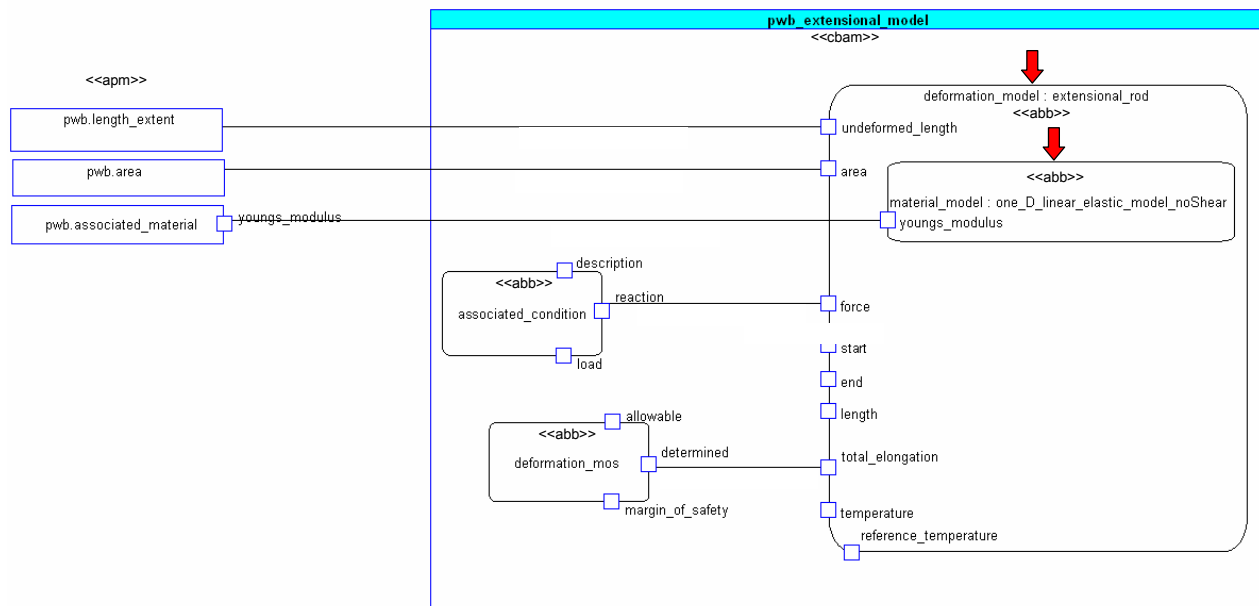 pwb_extensional_model
<<cbam>>
<<apm>>
deformation_model : extensional_rod
<<abb>>
pwb.length_extent
undeformed_length
pwb.area
area
<<abb>>
material_model : one_D_linear_elastic_model_noShear
pwb.associated_material
youngs_modulus
youngs_modulus
description
<<abb>>
reaction
associated_condition
force
load
start
end
length
allowable
<<abb>>
determined
deformation_mos
total_elongation
margin_of_safety
temperature
reference_temperature